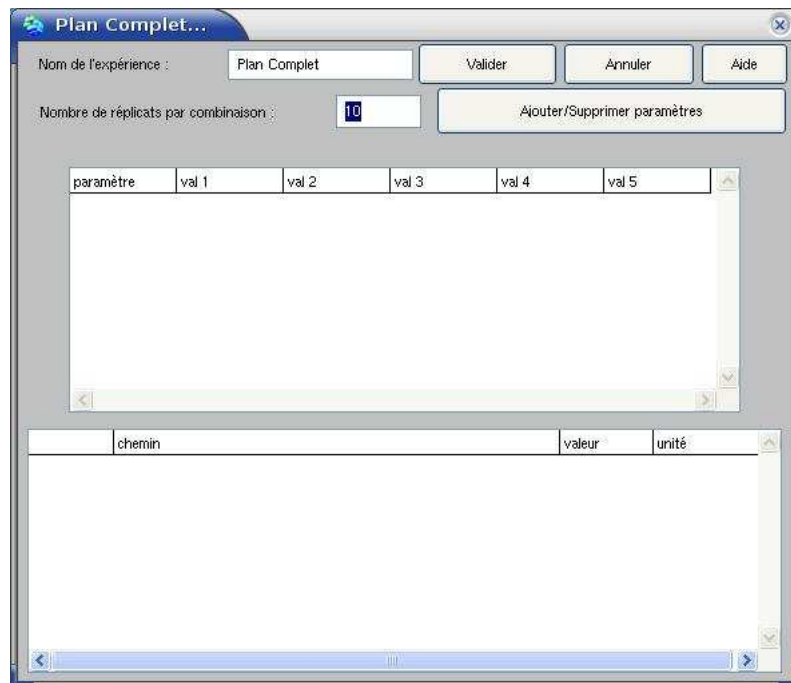 Plan Complet...
Nom de l'expérience : Plan Complet Valider Annuler Aide
Nombre de réplicats par combinaison : 10 Ajouter/Supprimer paramètres
paramètre val 1 val 2 val 3 val 4 val 5
chemin valeur unité